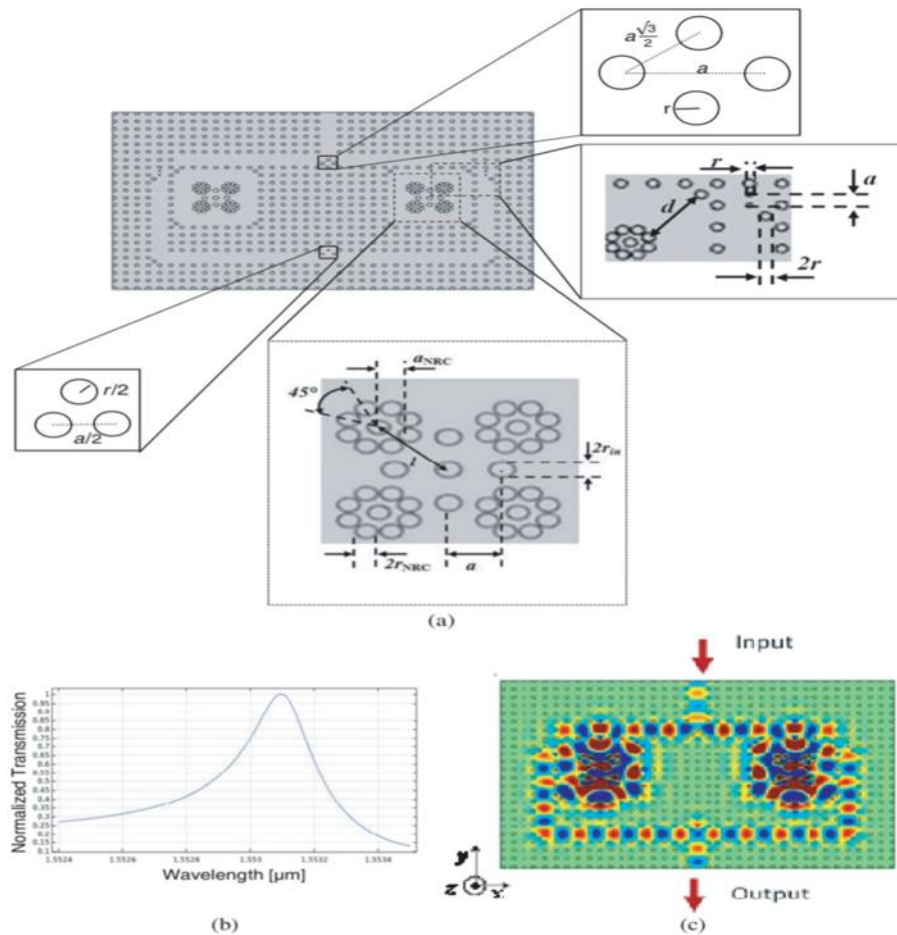 a√3/2
a
r
r
a
d
2r
r/2
a/2
aNRC
45°
l
2rin
2rNRC
a
(a)
Normalized Transmission
1
0.95
0.9
0.85
0.8
0.75
0.7
0.65
0.6
0.55
0.5
0.45
0.4
0.35
0.3
0.25
0.2
0.15
0.1
1.5524
1.5526
1.5528
1.553
1.5532
1.5534
Wavelength [µm]
(b)
Input
y
z
x
Output
(c)